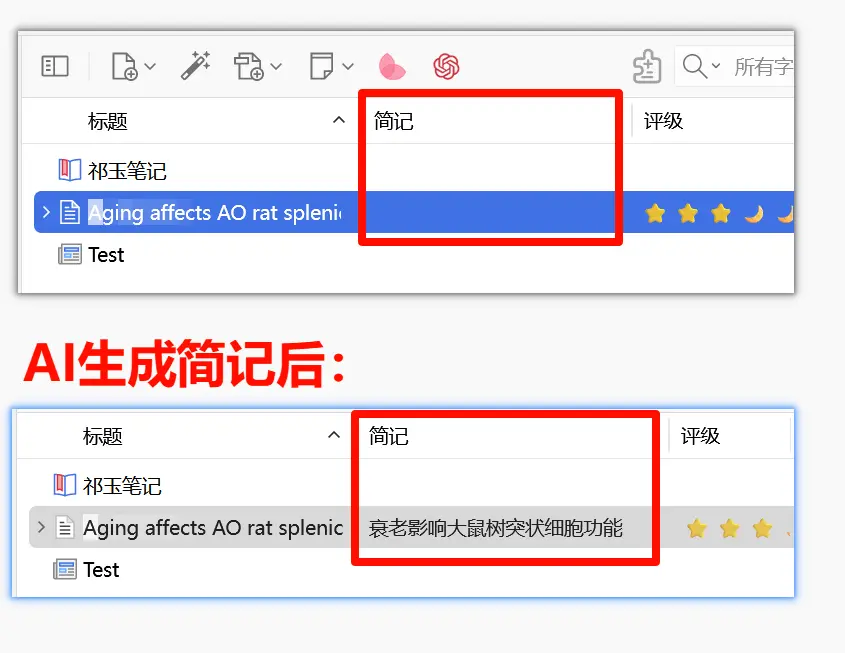 所有字
标题 简记 评级
祁玉笔记
Aging affects AO rat splenic
Test
AI生成简记后：
标题 简记 评级
祁玉笔记
Aging affects AO rat splenic 衰老影响大鼠树突状细胞功能
Test